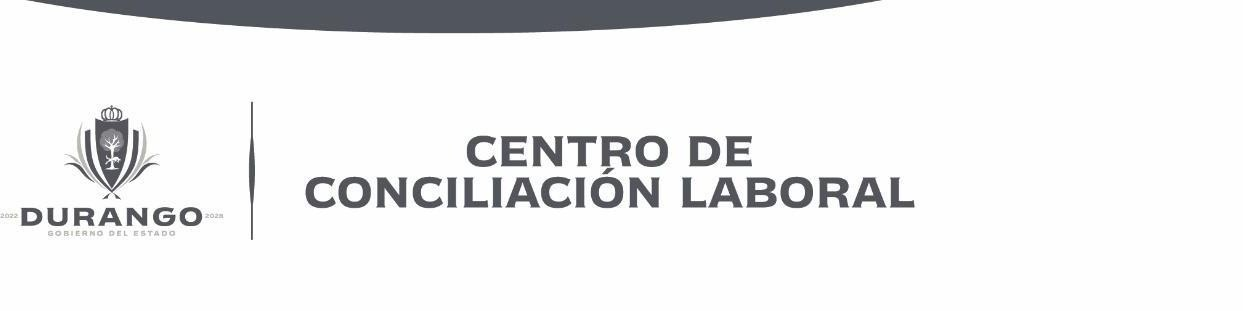 2022 DURANGO 2028
GOBIERNO DEL ESTADO
CENTRO DE
CONCILIACIÓN LABORAL